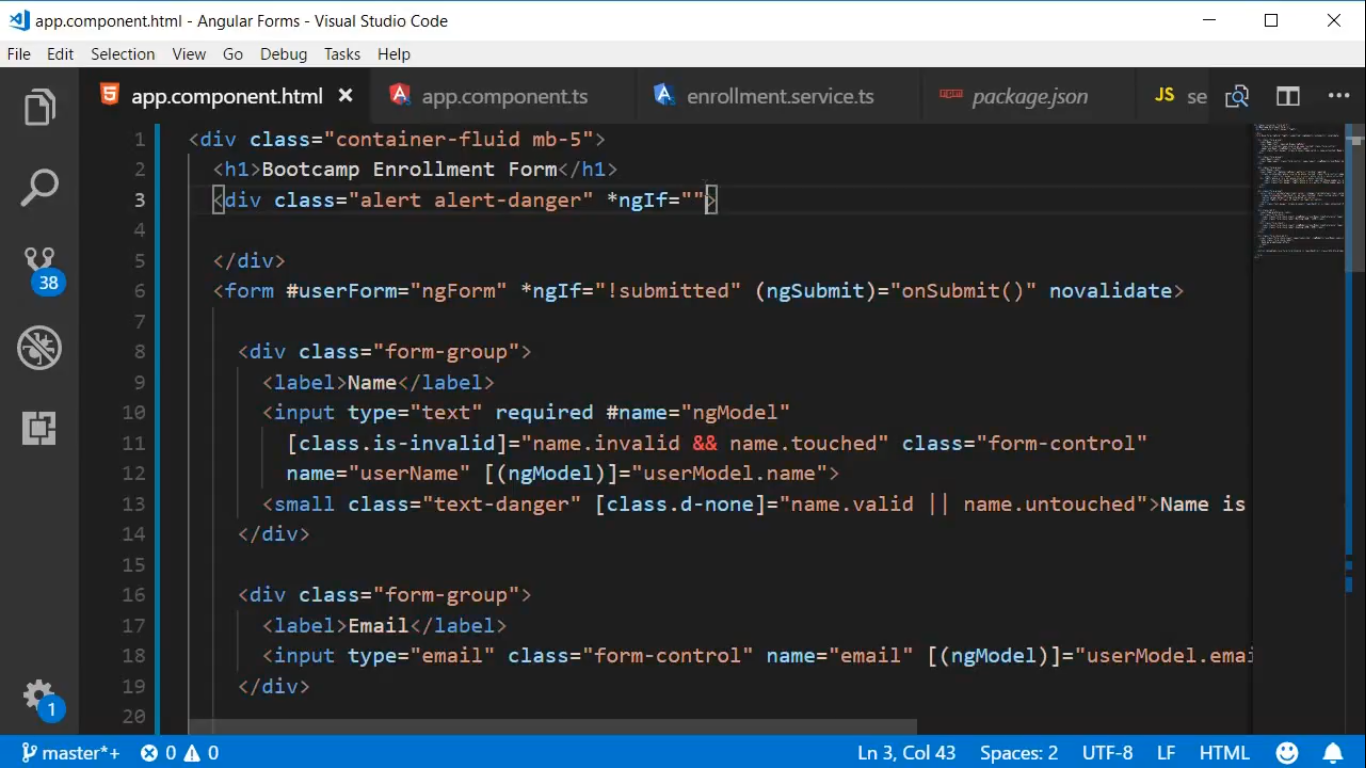 app.component.html - Angular Forms - Visual Studio Code
File Edit Selection View Go Debug Tasks Help
app.component.html app.component.ts enrollment.service.ts package.json JS se
1 <div class="container-fluid mb-5">
2 <h1>Bootcamp Enrollment Form</h1>
3 <div class="alert alert-danger" *ngIf="">
4
5 </div>
6 <form #userForm="ngForm" *ngIf="!submitted" (ngSubmit)="onSubmit()" novalidate>
7
8 <div class="form-group">
9 <label>Name</label>
10 <input type="text" required #name="ngModel"
11 [class.is-invalid]="name.invalid && name.touched" class="form-control"
12 name="userName" [(ngModel)]="userModel.name">
13 <small class="text-danger" [class.d-none]="name.valid || name.untouched">Name is
14 </div>
15
16 <div class="form-group">
17 <label>Email</label>
18 <input type="email" class="form-control" name="email" [(ngModel)]="userModel.emai
19 </div>
20
38
1
master*+ 0 0 Ln 3, Col 43 Spaces: 2 UTF-8 LF HTML